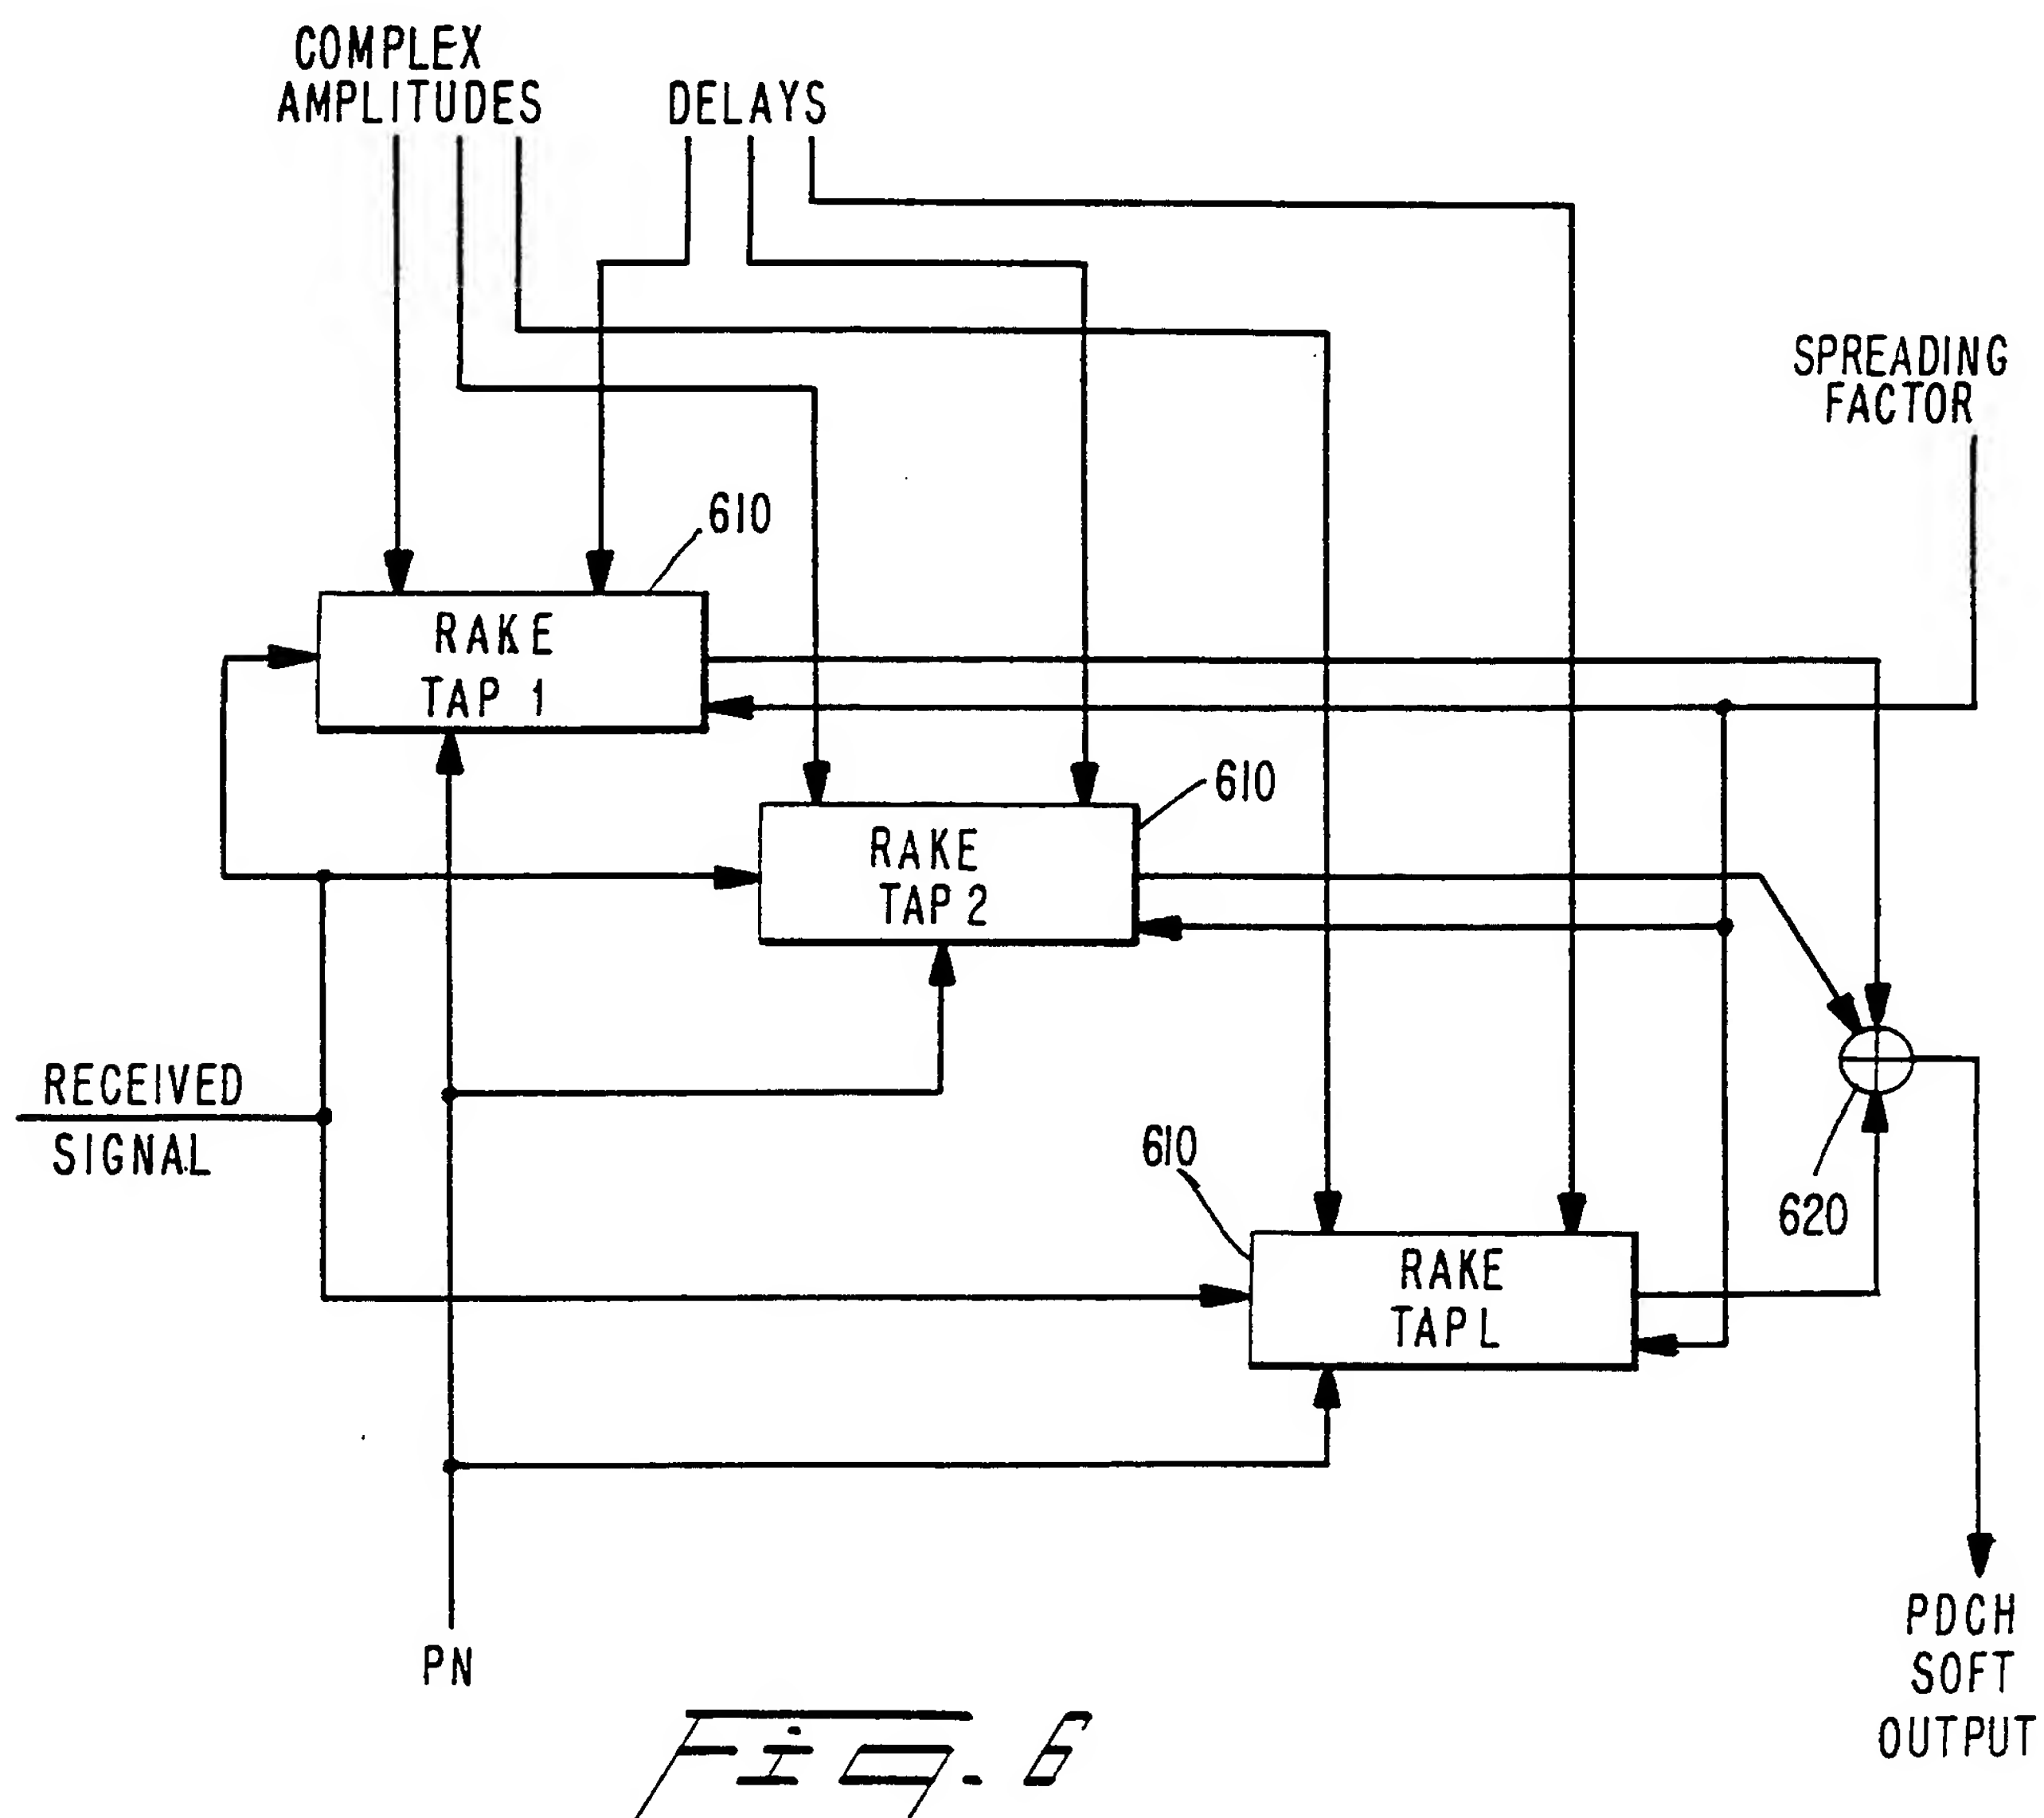 COMPLEX
AMPLITUDES
DELAYS
SPREADING
FACTOR
610
RAKE
TAP 1
610
RAKE
TAP 2
RECEIVED
SIGNAL
610
620
RAKE
TAP L
PN
PDCH
SOFT
OUTPUT
Fig. 6